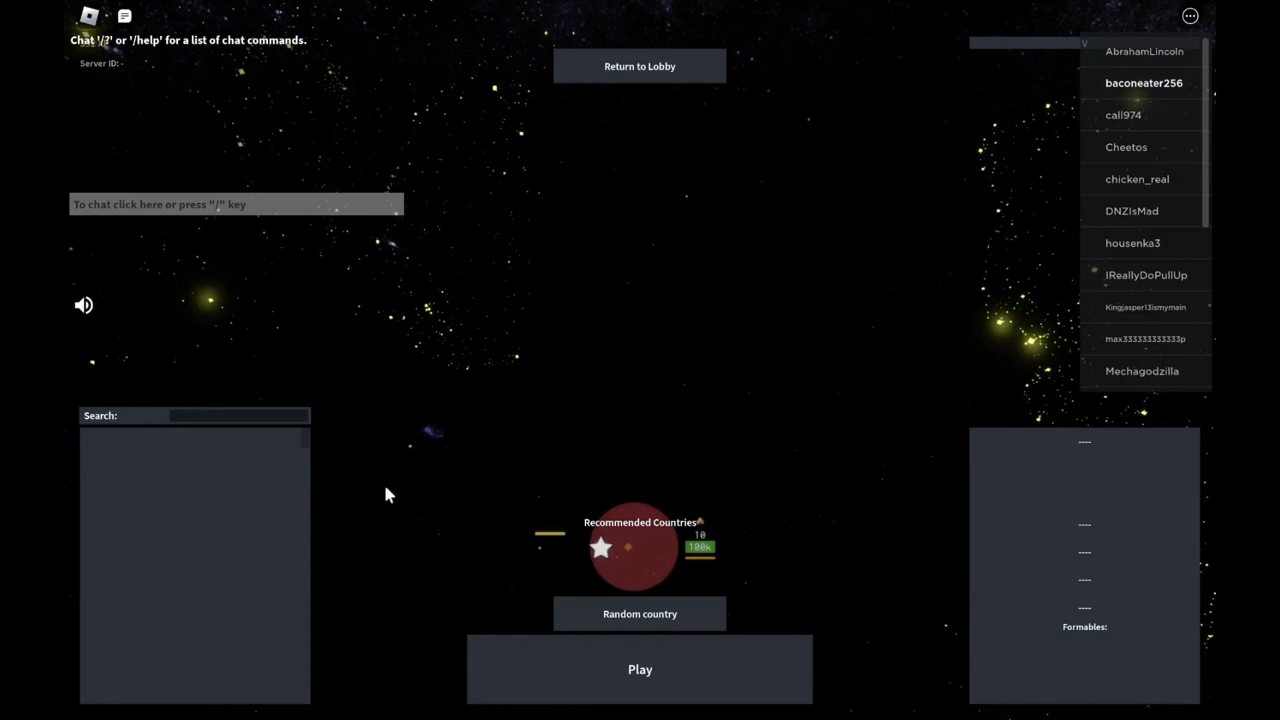 Chat '/?' or '/help' for a list of chat commands.
Server ID: -
Return to Lobby
V
AbrahamLincoln
baconeater256
call974
Cheetos
chicken_real
DNZIsMad
housenka3
IReallyDoPullUp
Kingjasper13ismymain
max333333333333p
Mechagodzilla
To chat click here or press "/" key
Search:
Recommended Countries
10
100k
Random country
Play
----
----
----
----
----
Formables: